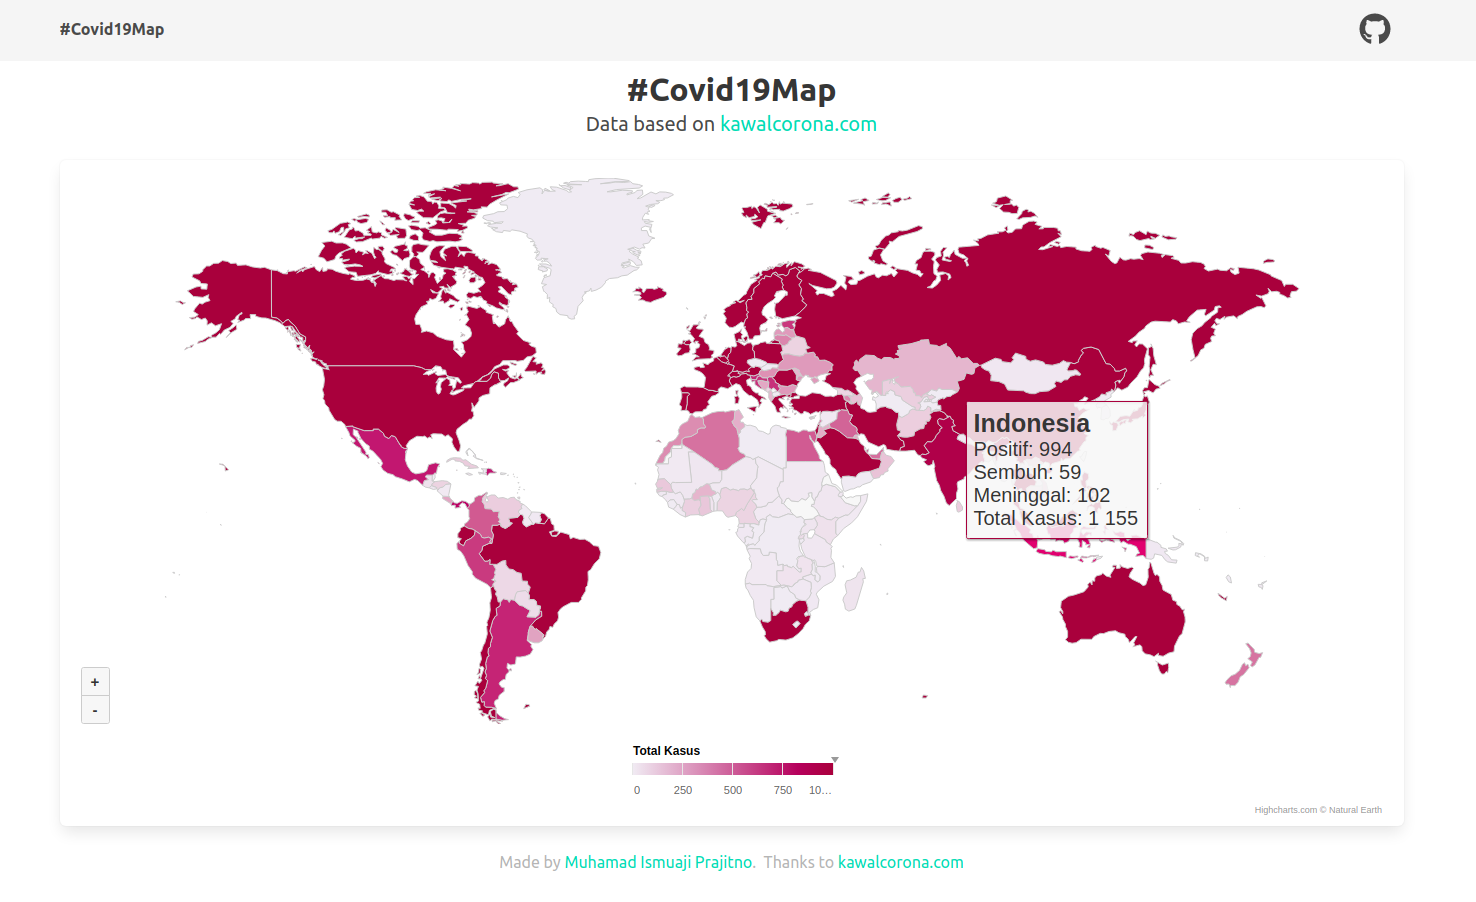 #Covid19Map
#Covid19Map
Data based on kawalcorona.com
Indonesia
Positif: 994
Sembuh: 59
Meninggal: 102
Total Kasus: 1 155
+
-
Total Kasus
0 250 500 750 10…
Highcharts.com © Natural Earth
Made by Muhamad Ismuaji Prajitno. Thanks to kawalcorona.com